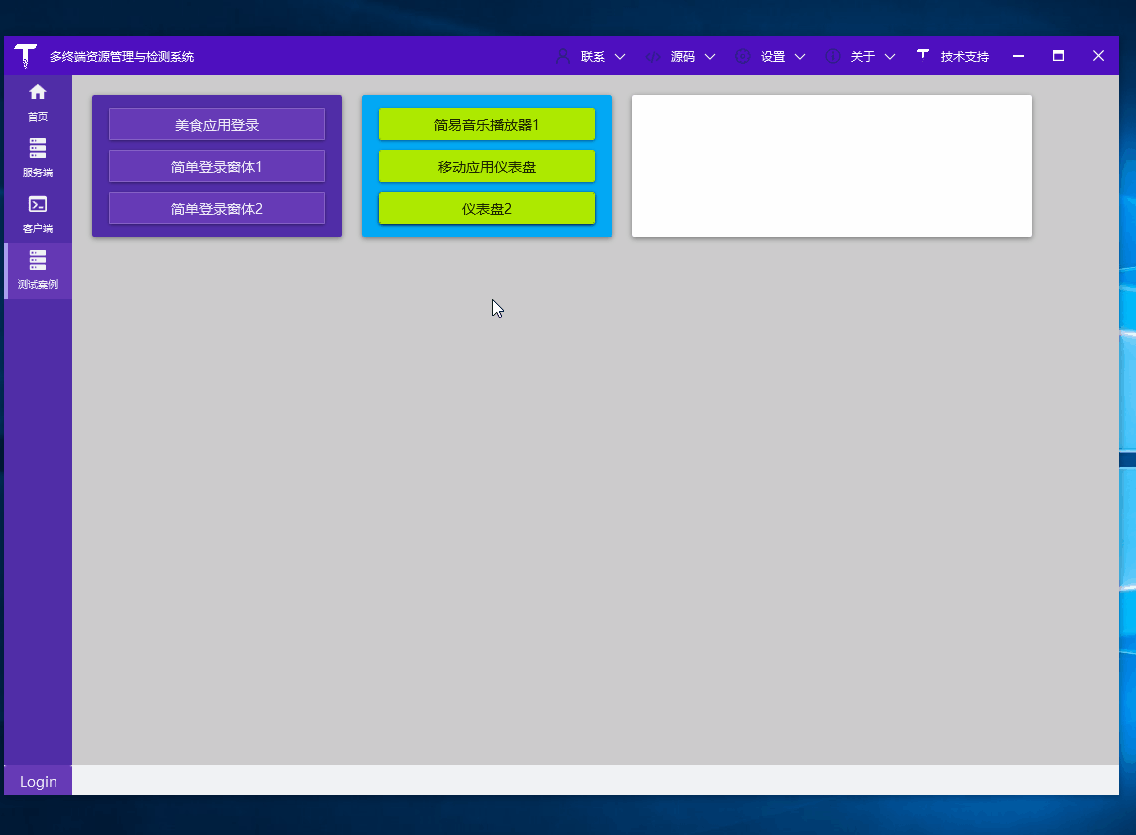 多终端资源管理与检测系统
联系
源码
设置
关于
技术支持
首页
服务端
客户端
测试案例
美食应用登录
简单登录窗体1
简单登录窗体2
简易音乐播放器1
移动应用仪表盘
仪表盘2
Login